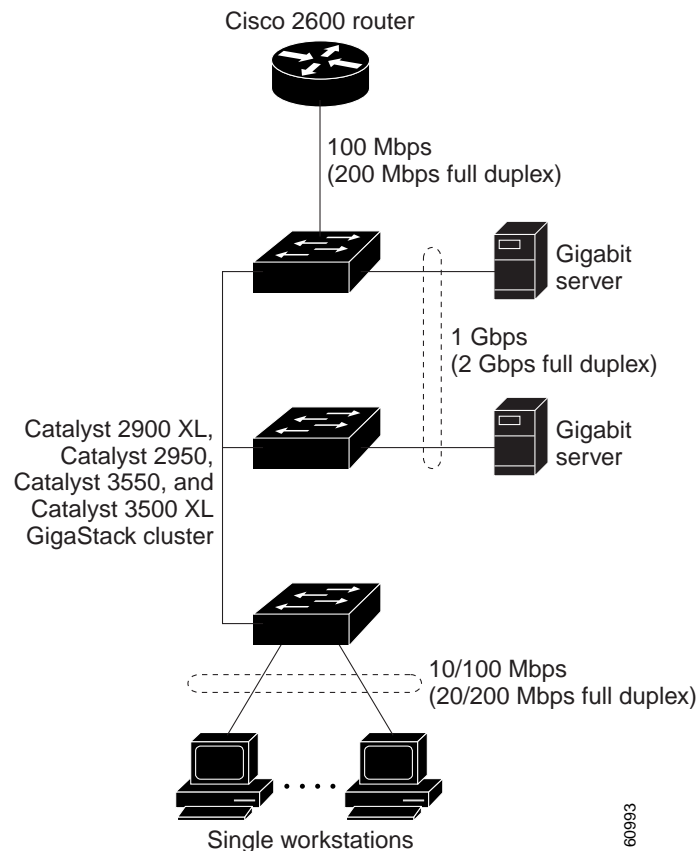 Cisco 2600 router
100 Mbps
(200 Mbps full duplex)
Gigabit
server
1 Gbps
(2 Gbps full duplex)
Catalyst 2900 XL,
Catalyst 2950,
Catalyst 3550, and
Catalyst 3500 XL
GigaStack cluster
Gigabit
server
10/100 Mbps
(20/200 Mbps full duplex)
Single workstations
60993